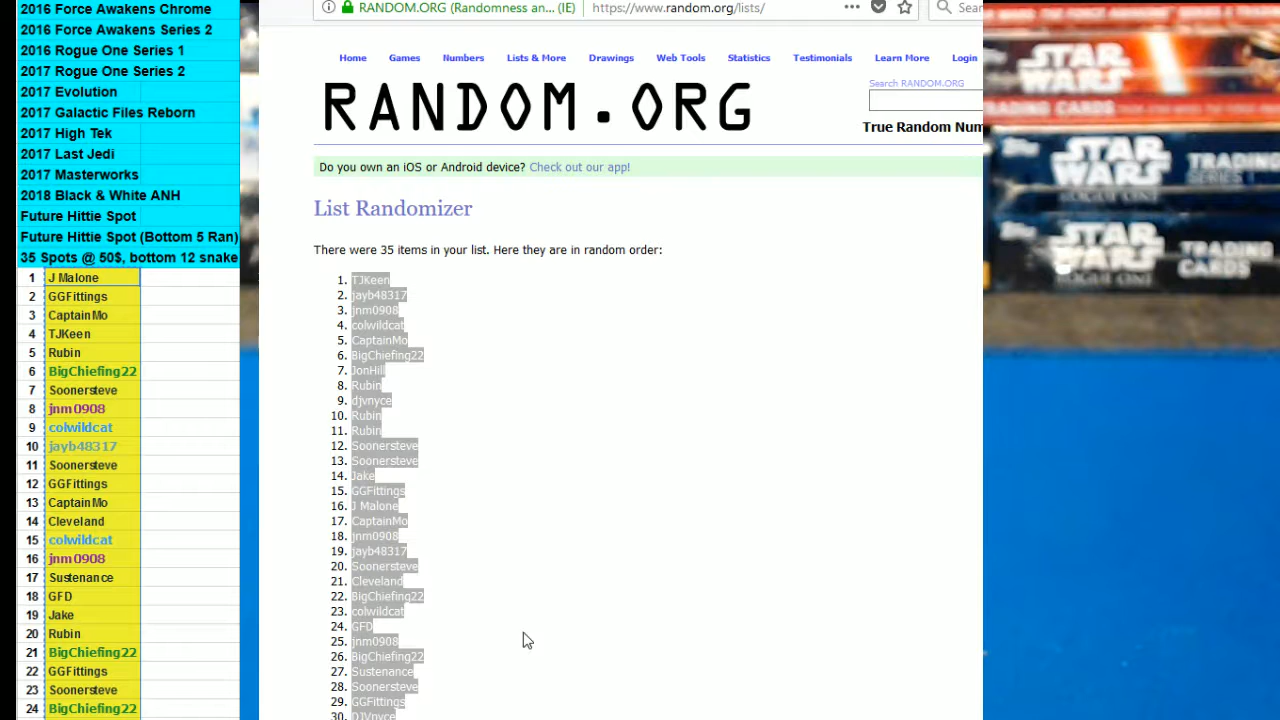 2016 Force Awakens Chrome
2016 Force Awakens Series 2
2016 Rogue One Series 1
2017 Rogue One Series 2
2017 Evolution
2017 Galactic Files Reborn
2017 High Tek
2017 Last Jedi
2017 Masterworks
2018 Black & White ANH
Future Hittie Spot
Future Hittie Spot (Bottom 5 Ran)
35 Spots @ 50$, bottom 12 snake
1 J Malone
2 GGFittings
3 CaptainMo
4 TJKeen
5 Rubin
6 BigChiefing22
7 Soonersteve
8 jnm0908
9 colwildcat
10 jayb48317
11 Soonersteve
12 GGFittings
13 CaptainMo
14 Cleveland
15 colwildcat
16 jnm0908
17 Sustenance
18 GFD
19 Jake
20 Rubin
21 BigChiefing22
22 GGFittings
23 Soonersteve
24 BigChiefing22
RANDOM.ORG (Randomness an... (IE) https://www.random.org/lists/
Home Games Numbers Lists & More Drawings Web Tools Statistics Testimonials Learn More Login
RANDOM.ORG
Search RANDOM.ORG
True Random Num
Do you own an iOS or Android device? Check out our app!
List Randomizer
There were 35 items in your list. Here they are in random order:
1. TJKeen
2. jayb48317
3. jnm0908
4. colwildcat
5. CaptainMo
6. BigChiefing22
7. JonHill
8. Rubin
9. djvnyce
10. Rubin
11. Rubin
12. Soonersteve
13. Soonersteve
14. Jake
15. GGFittings
16. J Malone
17. CaptainMo
18. jnm0908
19. jayb48317
20. Soonersteve
21. Cleveland
22. BigChiefing22
23. colwildcat
24. GFD
25. jnm0908
26. BigChiefing22
27. Sustenance
28. Soonersteve
29. GGFittings
30. DJVnyce
STAR
WARS
TRADING CARDS
Topps
STAR
WARS
TRADING
SERIES 1
Topps
STAR
WARS
ROGUE ONE
TRADING
CARDS